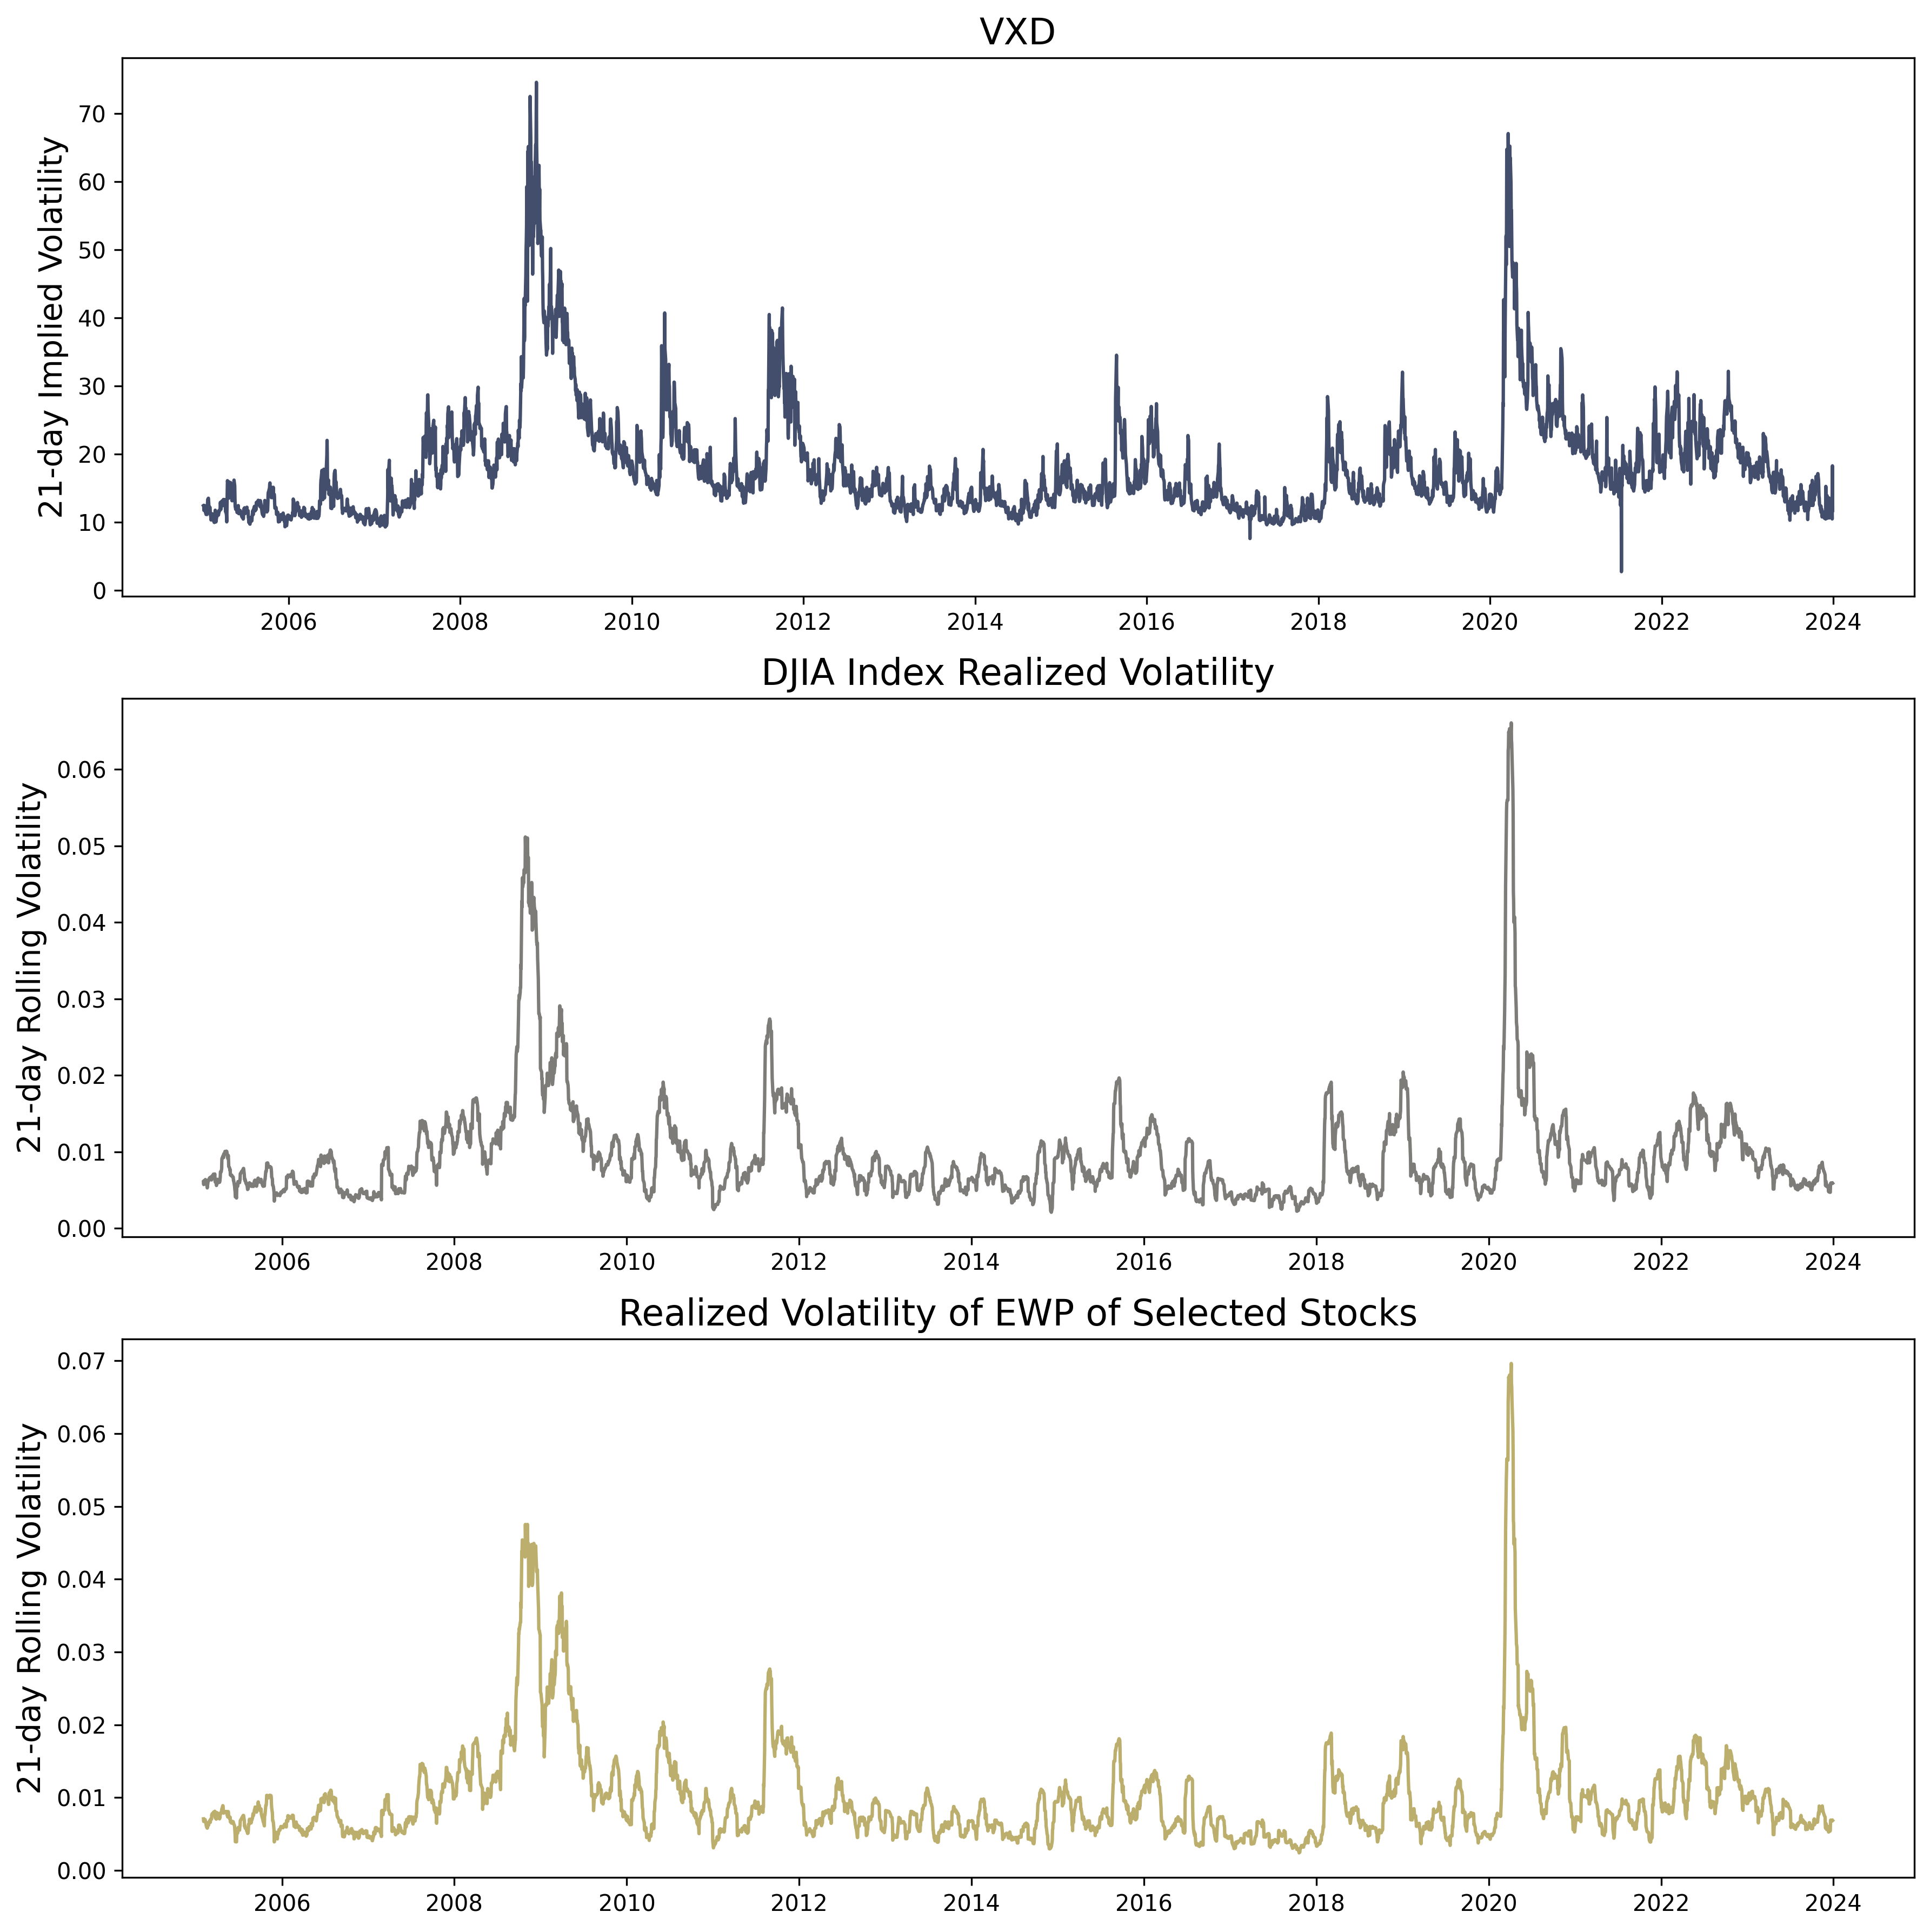 VXD
21-day Implied Volatility
70
60
50
40
30
20
10
0
2006 2008 2010 2012 2014 2016 2018 2020 2022 2024
DJIA Index Realized Volatility
21-day Rolling Volatility
0.06
0.05
0.04
0.03
0.02
0.01
0.00
2006 2008 2010 2012 2014 2016 2018 2020 2022 2024
Realized Volatility of EWP of Selected Stocks
21-day Rolling Volatility
0.07
0.06
0.05
0.04
0.03
0.02
0.01
0.00
2006 2008 2010 2012 2014 2016 2018 2020 2022 2024